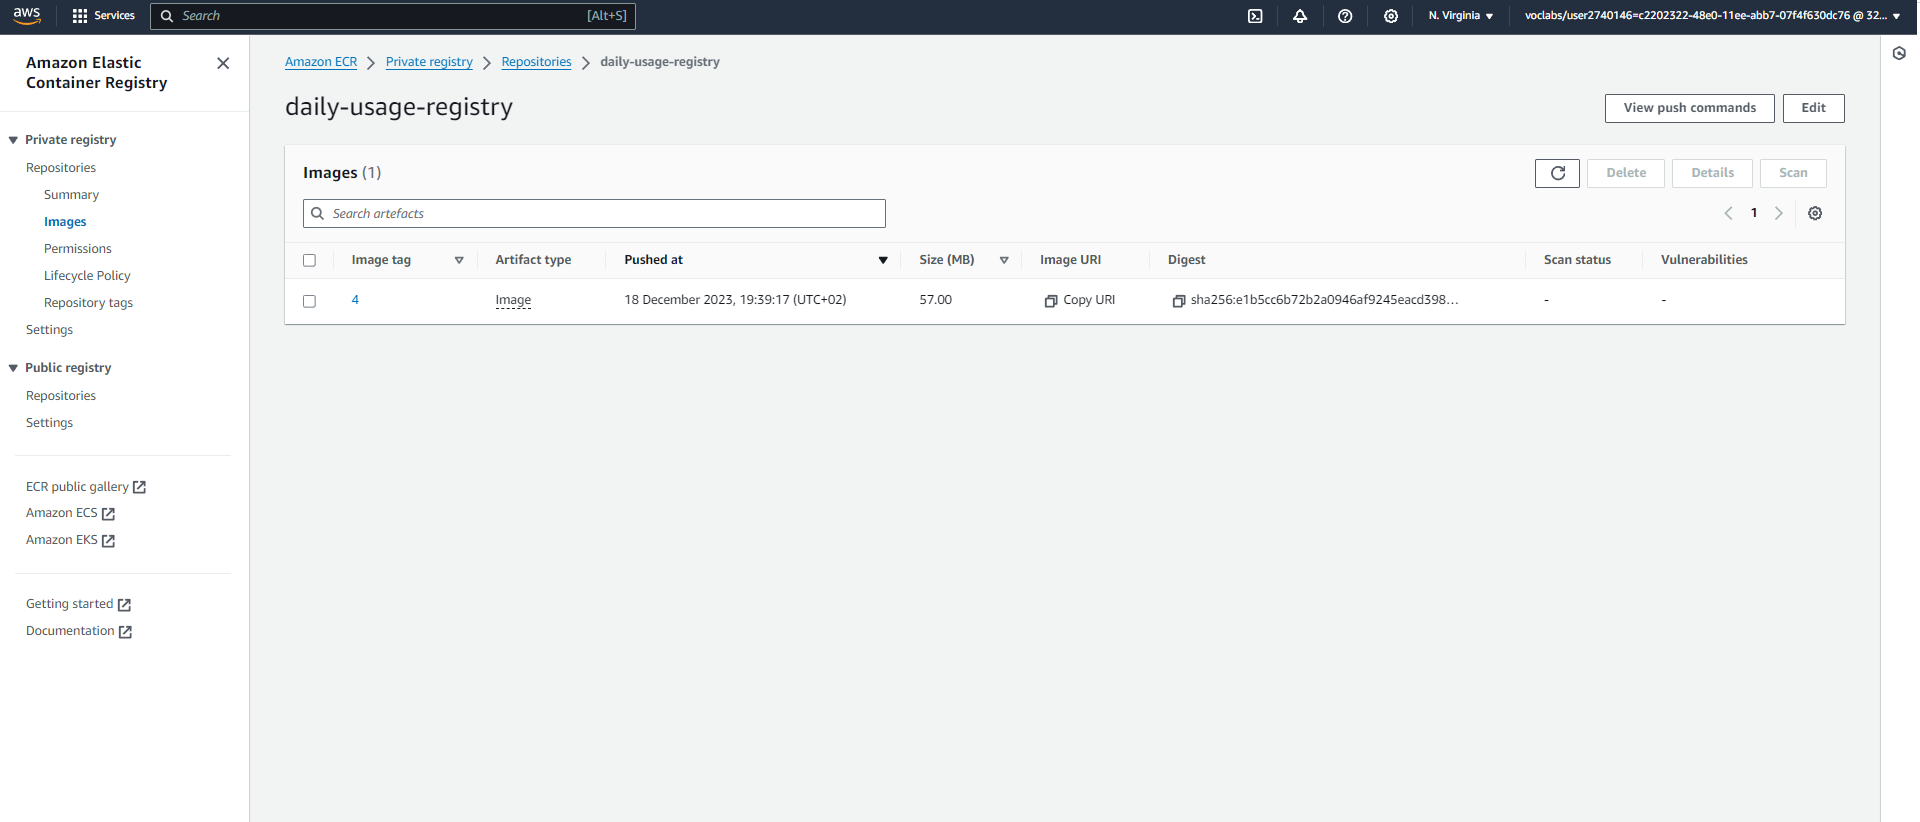 aws Services Search [Alt+S] N. Virginia voclabs/user2740146=c2202322-48e0-11ee-abb7-07f4f630dc76 @ 32...
Amazon Elastic
Container Registry
Private registry
Repositories
Summary
Images
Permissions
Lifecycle Policy
Repository tags
Settings
Public registry
Repositories
Settings
ECR public gallery
Amazon ECS
Amazon EKS
Getting started
Documentation
Amazon ECR Private registry Repositories daily-usage-registry
daily-usage-registry
View push commands Edit
Images (1)
Delete Details Scan
Search artefacts
1
Image tag Artifact type Pushed at Size (MB) Image URI Digest Scan status Vulnerabilities
4 Image 18 December 2023, 19:39:17 (UTC+02) 57.00 Copy URI sha256:e1b5cc6b72b2a0946af9245eacd398... - -